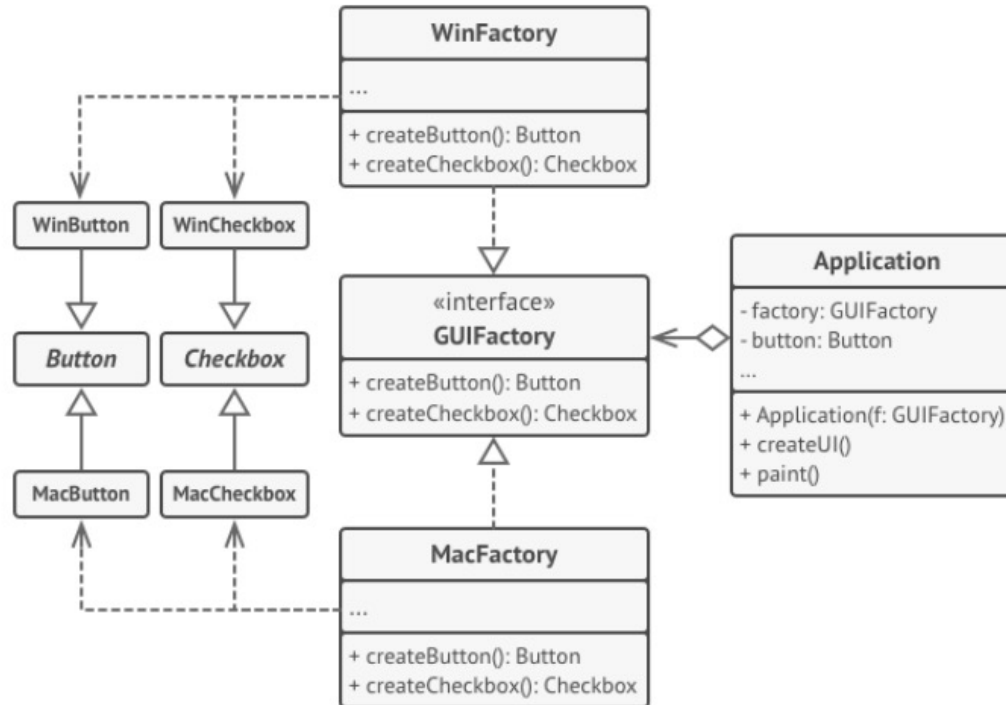 WinFactory
...
+ createButton(): Button
+ createCheckbox(): Checkbox
WinButton
WinCheckbox
Button
Checkbox
MacButton
MacCheckbox
«interface»
GUIFactory
+ createButton(): Button
+ createCheckbox(): Checkbox
Application
- factory: GUIFactory
- button: Button
...
+ Application(f: GUIFactory)
+ createUI()
+ paint()
MacFactory
...
+ createButton(): Button
+ createCheckbox(): Checkbox